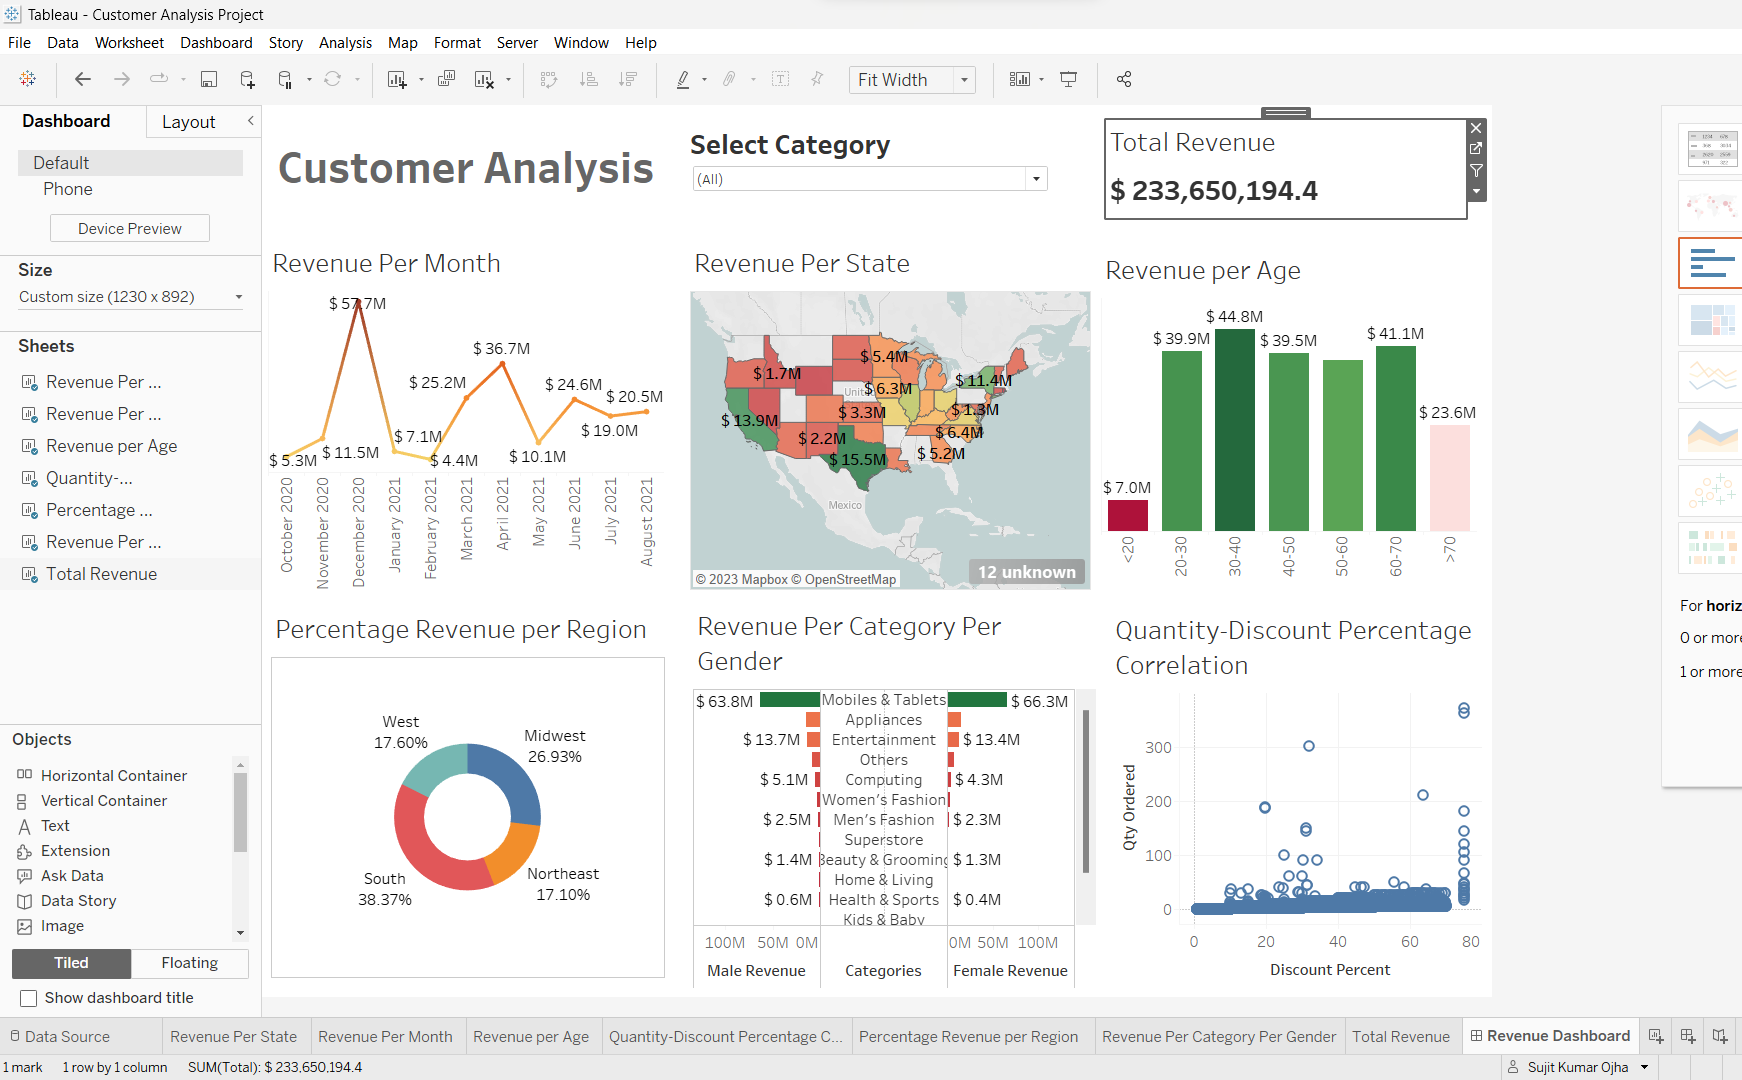 Tableau - Customer Analysis Project
File Data Worksheet Dashboard Story Analysis Map Format Server Window Help
Fit Width
Dashboard Layout
Default
Phone
Device Preview
Size
Custom size (1230 x 892)
Sheets
Revenue Per ...
Revenue Per ...
Revenue per Age
Quantity-...
Percentage ...
Revenue Per ...
Total Revenue
Objects
Horizontal Container
Vertical Container
Text
Extension
Ask Data
Data Story
Image
Tiled Floating
Show dashboard title
Customer Analysis
Select Category
(All)
Total Revenue
$ 233,650,194.4
Revenue Per Month
$ 57.7M
$ 36.7M
$ 25.2M
$ 24.6M
$ 20.5M
$ 19.0M
$ 7.1M
$ 11.5M
$ 5.3M
$ 4.4M
$ 10.1M
October 2020
November 2020
December 2020
January 2021
February 2021
March 2021
April 2021
May 2021
June 2021
July 2021
August 2021
Revenue Per State
$ 5.4M
$ 1.7M
$ 11.4M
United
$ 6.3M
$ 3.3M
$ 1.3M
$ 13.9M
$ 2.2M
$ 6.4M
$ 15.5M
$ 5.2M
Mexico
12 unknown
© 2023 Mapbox © OpenStreetMap
Revenue per Age
$ 44.8M
$ 39.9M
$ 39.5M
$ 41.1M
$ 23.6M
$ 7.0M
<20
20-30
30-40
40-50
50-60
60-70
>70
Percentage Revenue per Region
West
17.60%
Midwest
26.93%
South
38.37%
Northeast
17.10%
Revenue Per Category Per
Gender
$ 63.8M Mobiles & Tablets $ 66.3M
Appliances
$ 13.7M Entertainment $ 13.4M
Others
$ 5.1M Computing $ 4.3M
Women's Fashion
$ 2.5M Men's Fashion $ 2.3M
Superstore
$ 1.4M Beauty & Grooming $ 1.3M
Home & Living
$ 0.6M Health & Sports $ 0.4M
Kids & Baby
100M 50M 0M 0M 50M 100M
Male Revenue Categories Female Revenue
Quantity-Discount Percentage
Correlation
Qty Ordered
300
200
100
0
0 20 40 60 80
Discount Percent
For horiz
0 or more
1 or more
Data Source Revenue Per State Revenue Per Month Revenue per Age Quantity-Discount Percentage C... Percentage Revenue per Region Revenue Per Category Per Gender Total Revenue Revenue Dashboard
1 mark 1 row by 1 column SUM(Total): $ 233,650,194.4 Sujit Kumar Ojha